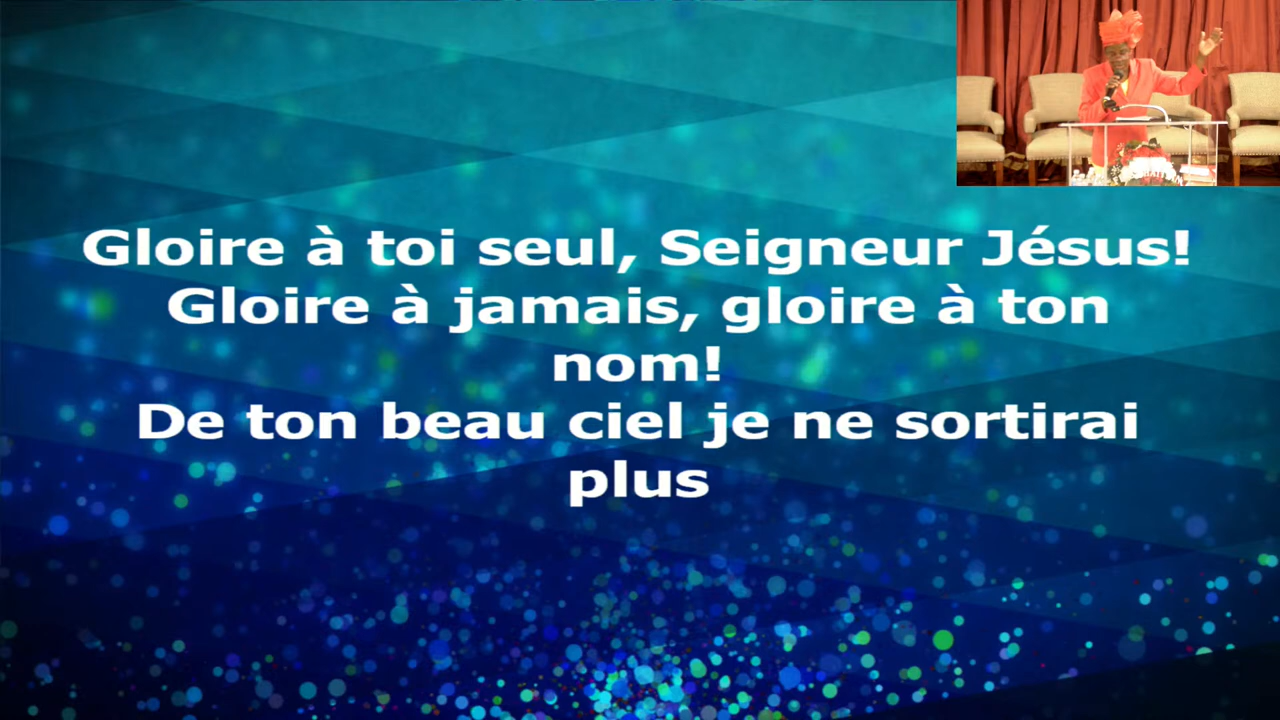 Gloire à toi seul, Seigneur Jésus!
Gloire à jamais, gloire à ton
nom!
De ton beau ciel je ne sortirai
plus